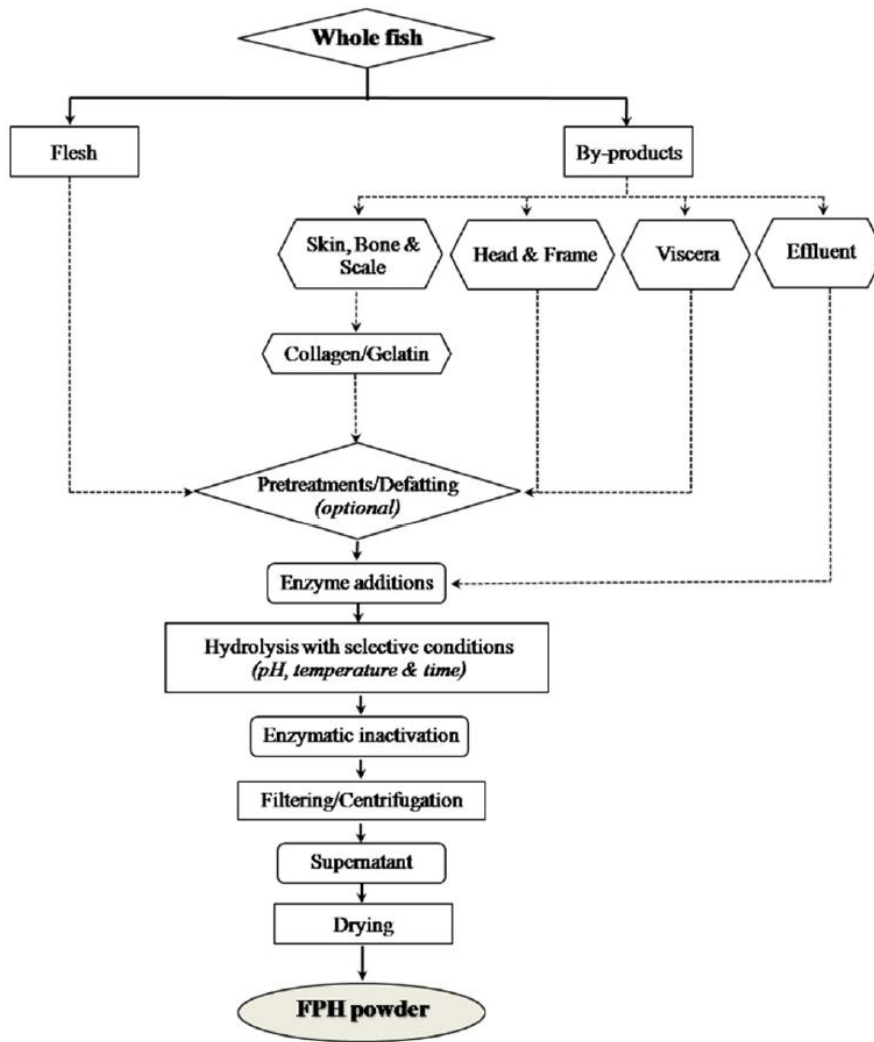 Whole fish
Flesh
By-products
Skin, Bone &
Scale
Head & Frame
Viscera
Effluent
Collagen/Gelatin
Pretreatments/Defatting
(optional)
Enzyme additions
Hydrolysis with selective conditions
(pH, temperature & time)
Enzymatic inactivation
Filtering/Centrifugation
Supernatant
Drying
FPH powder